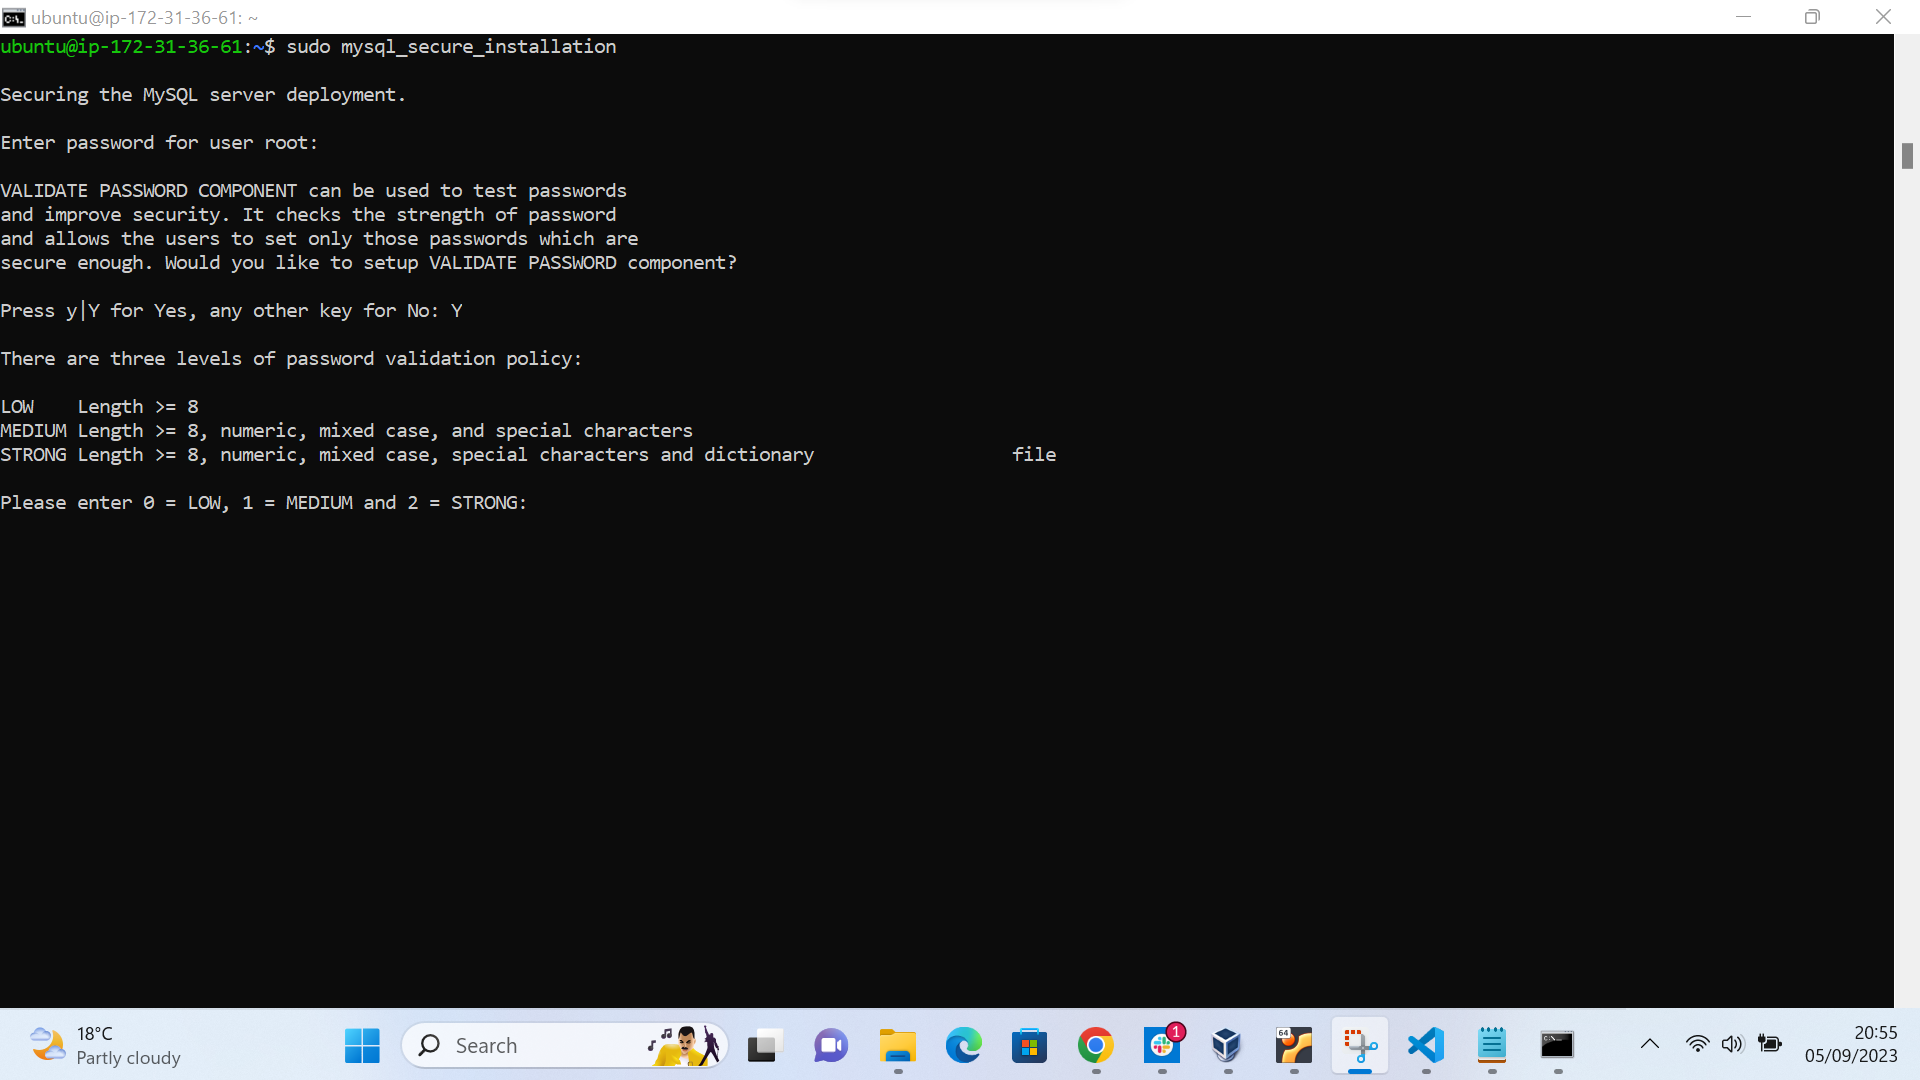 ubuntu@ip-172-31-36-61: ~
ubuntu@ip-172-31-36-61:~$ sudo mysql_secure_installation
Securing the MySQL server deployment.
Enter password for user root:
VALIDATE PASSWORD COMPONENT can be used to test passwords
and improve security. It checks the strength of password
and allows the users to set only those passwords which are
secure enough. Would you like to setup VALIDATE PASSWORD component?
Press y|Y for Yes, any other key for No: Y
There are three levels of password validation policy:
LOW    Length >= 8
MEDIUM Length >= 8, numeric, mixed case, and special characters
STRONG Length >= 8, numeric, mixed case, special characters and dictionary                  file
Please enter 0 = LOW, 1 = MEDIUM and 2 = STRONG:
18°C
Partly cloudy
Search
1
64
20:55
05/09/2023